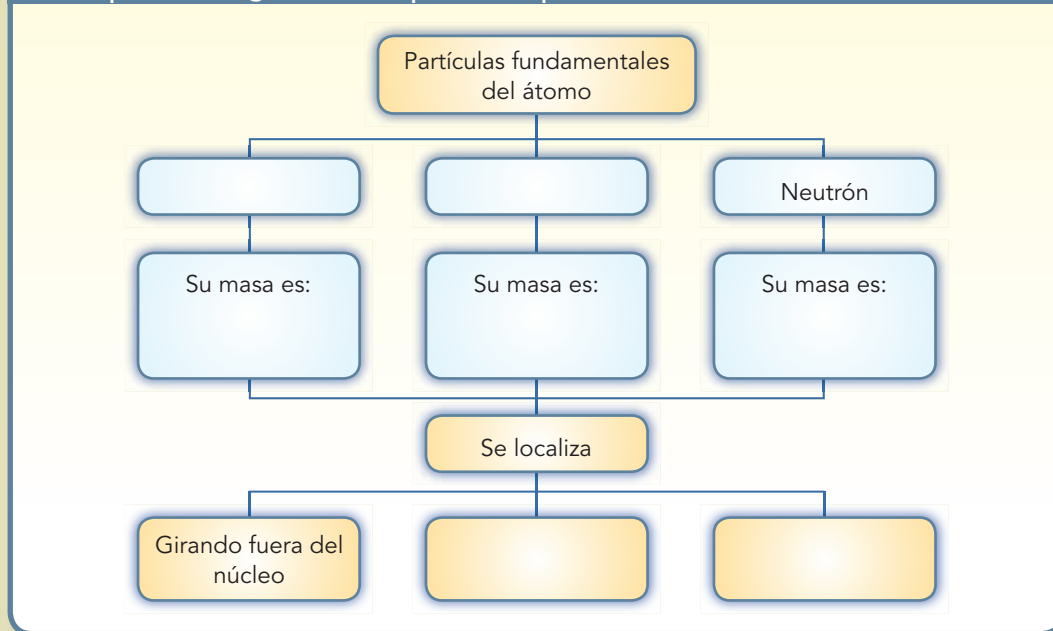 Partículas fundamentales
del átomo
Neutrón
Su masa es:
Su masa es:
Su masa es:
Se localiza
Girando fuera del
núcleo